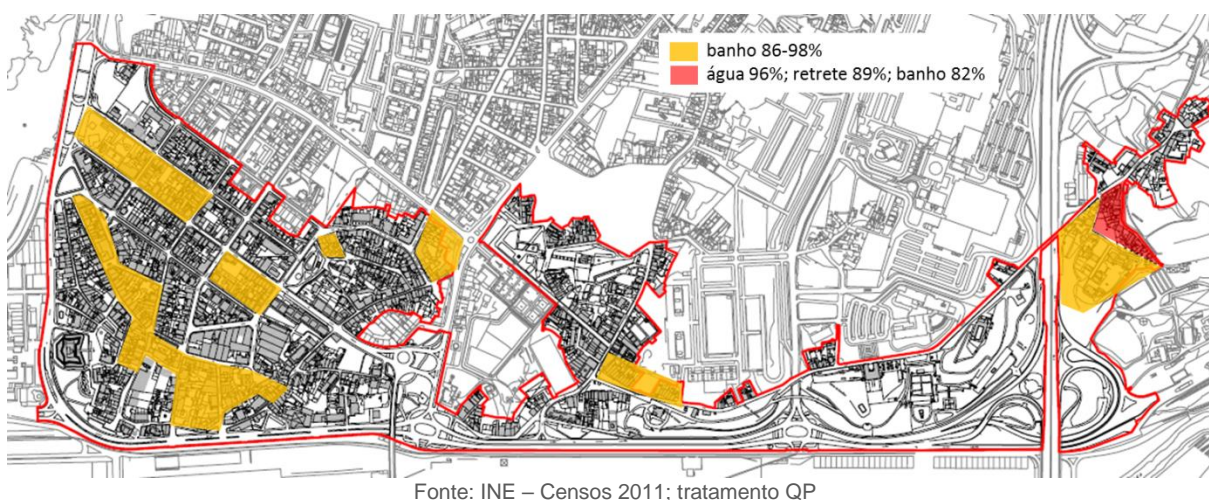 banho 86-98%
água 96%; retrete 89%; banho 82%
Fonte: INE – Censos 2011; tratamento QP